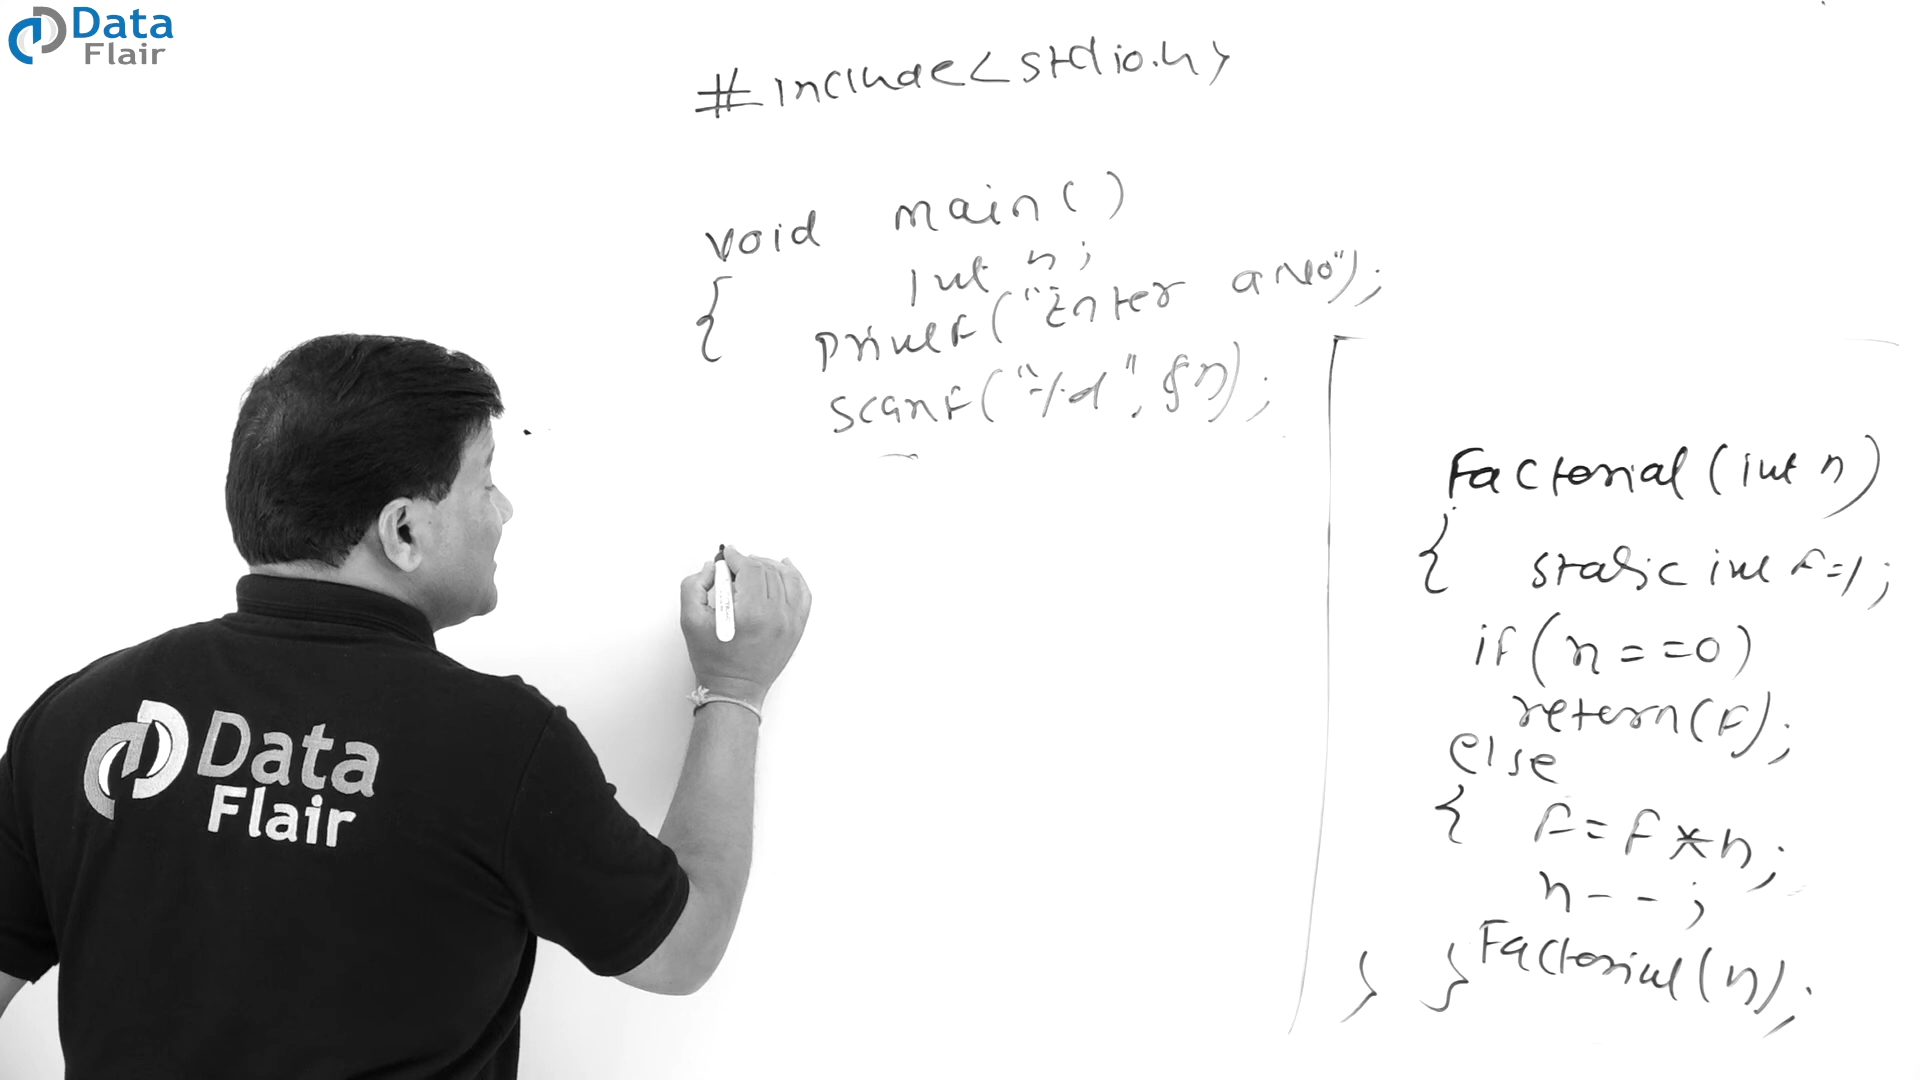 Data
Flair
#include<stdio.h>
void main()
{ int n;
printf("Enter a No");
scanf("%d",&n);
Factorial(int n)
{ static int F=1;
if(n==0)
return(F);
else
{ F=F*n;
n--;
} } Factorial(n);
Data
Flair